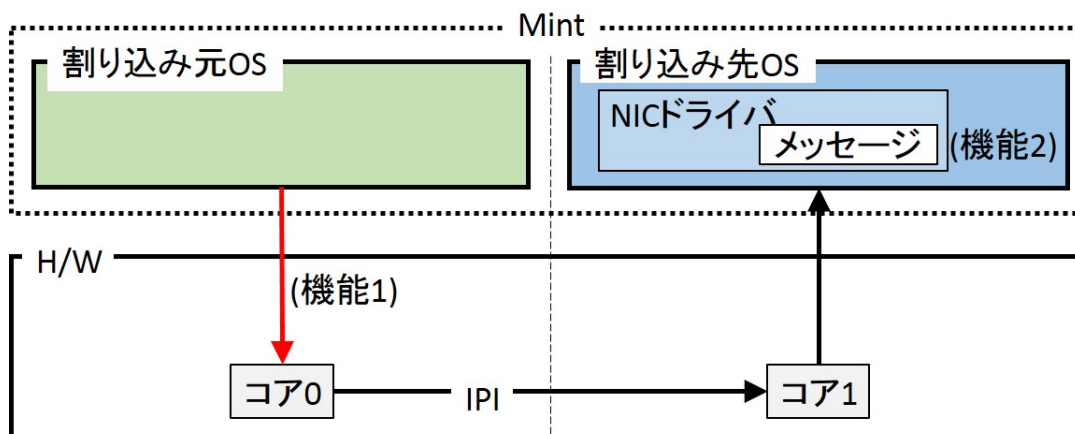 Mint
割り込み元OS
割り込み先OS
NICドライバ
メッセージ
(機能2)
H/W
(機能1)
コア0
IPI
コア1